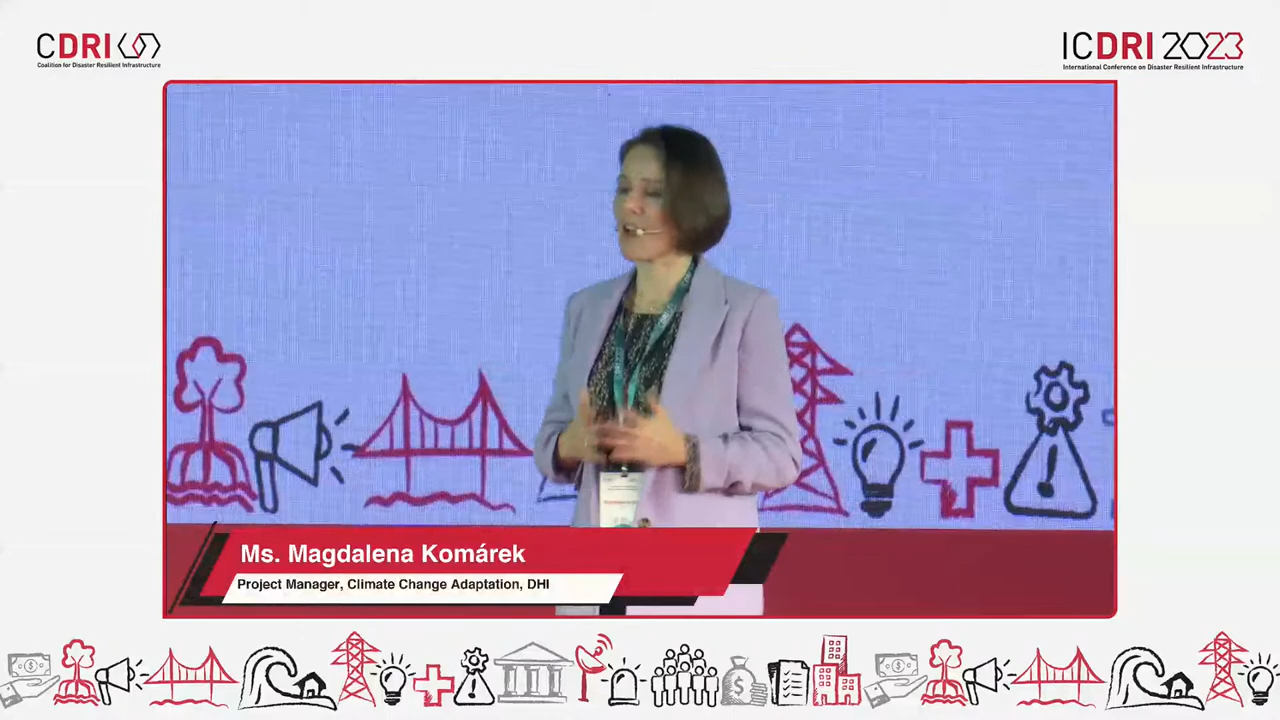 CDRI
Coalition for Disaster Resilient Infrastructure
ICDRI 2023
International Conference on Disaster Resilient Infrastructure
Ms. Magdalena Komárek
Project Manager, Climate Change Adaptation, DHI